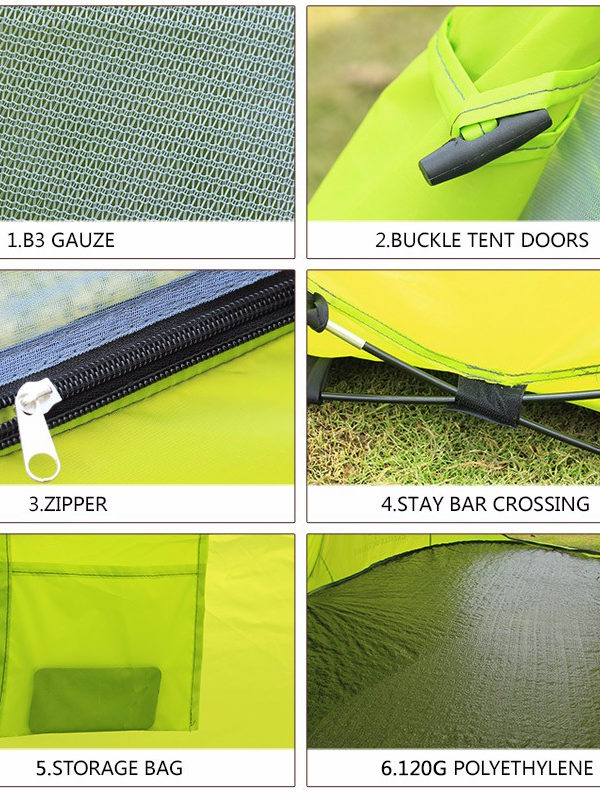 1.B3 GAUZE
2.BUCKLE TENT DOORS
3.ZIPPER
4.STAY BAR CROSSING
5.STORAGE BAG
6.120G POLYETHYLENE